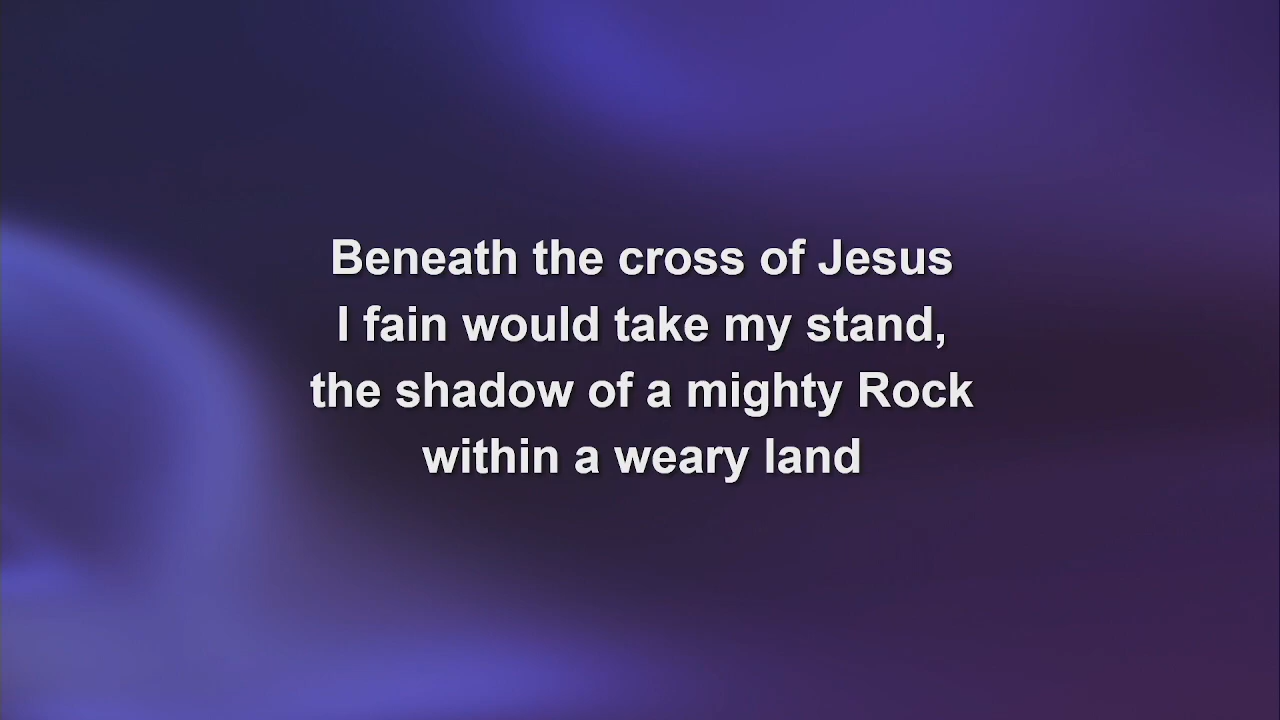 Beneath the cross of Jesus
I fain would take my stand,
the shadow of a mighty Rock
within a weary land